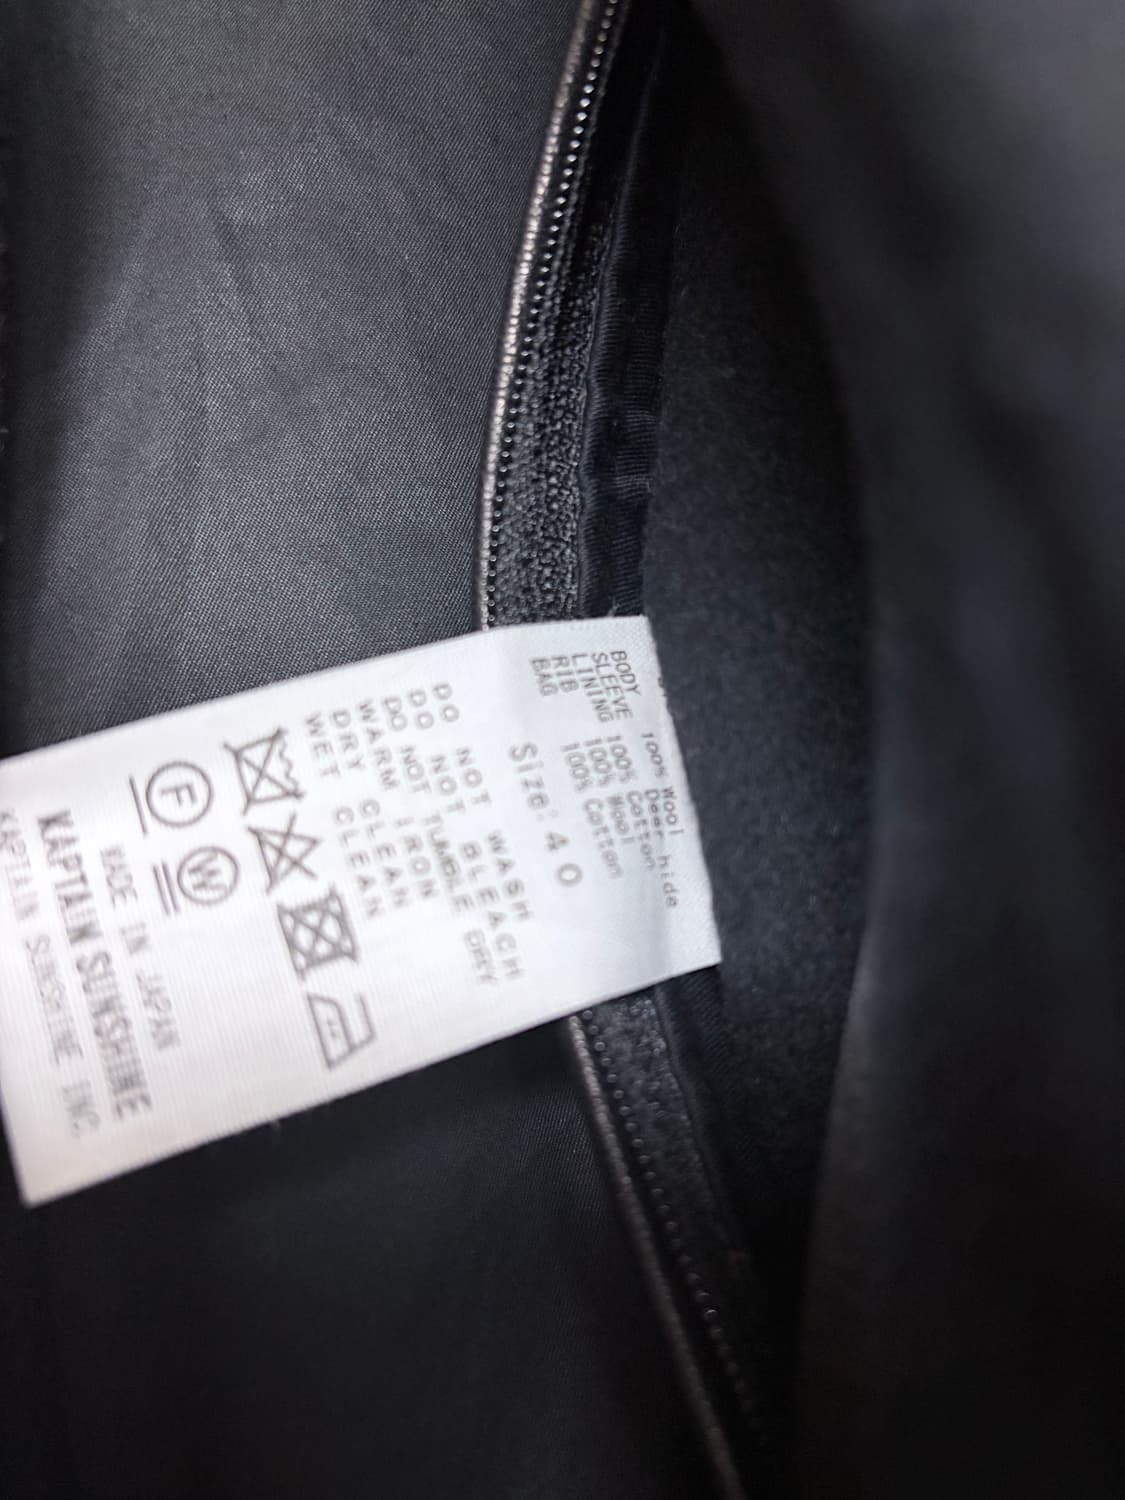 BODY 100% Wool
SLEEVE Deer hide
LINING 100% Cotton
RIB 100% Wool
BAG 100% Cotton
Size: 40
DO NOT WASH
DO NOT BLEACH
DO NOT TUMBLE DRY
WARM IRON
DRY CLEAN
WET CLEAN
F W
MADE IN JAPAN
KAPTAIN SUNSHINE
KAPTAIN SUNSHINE INC.